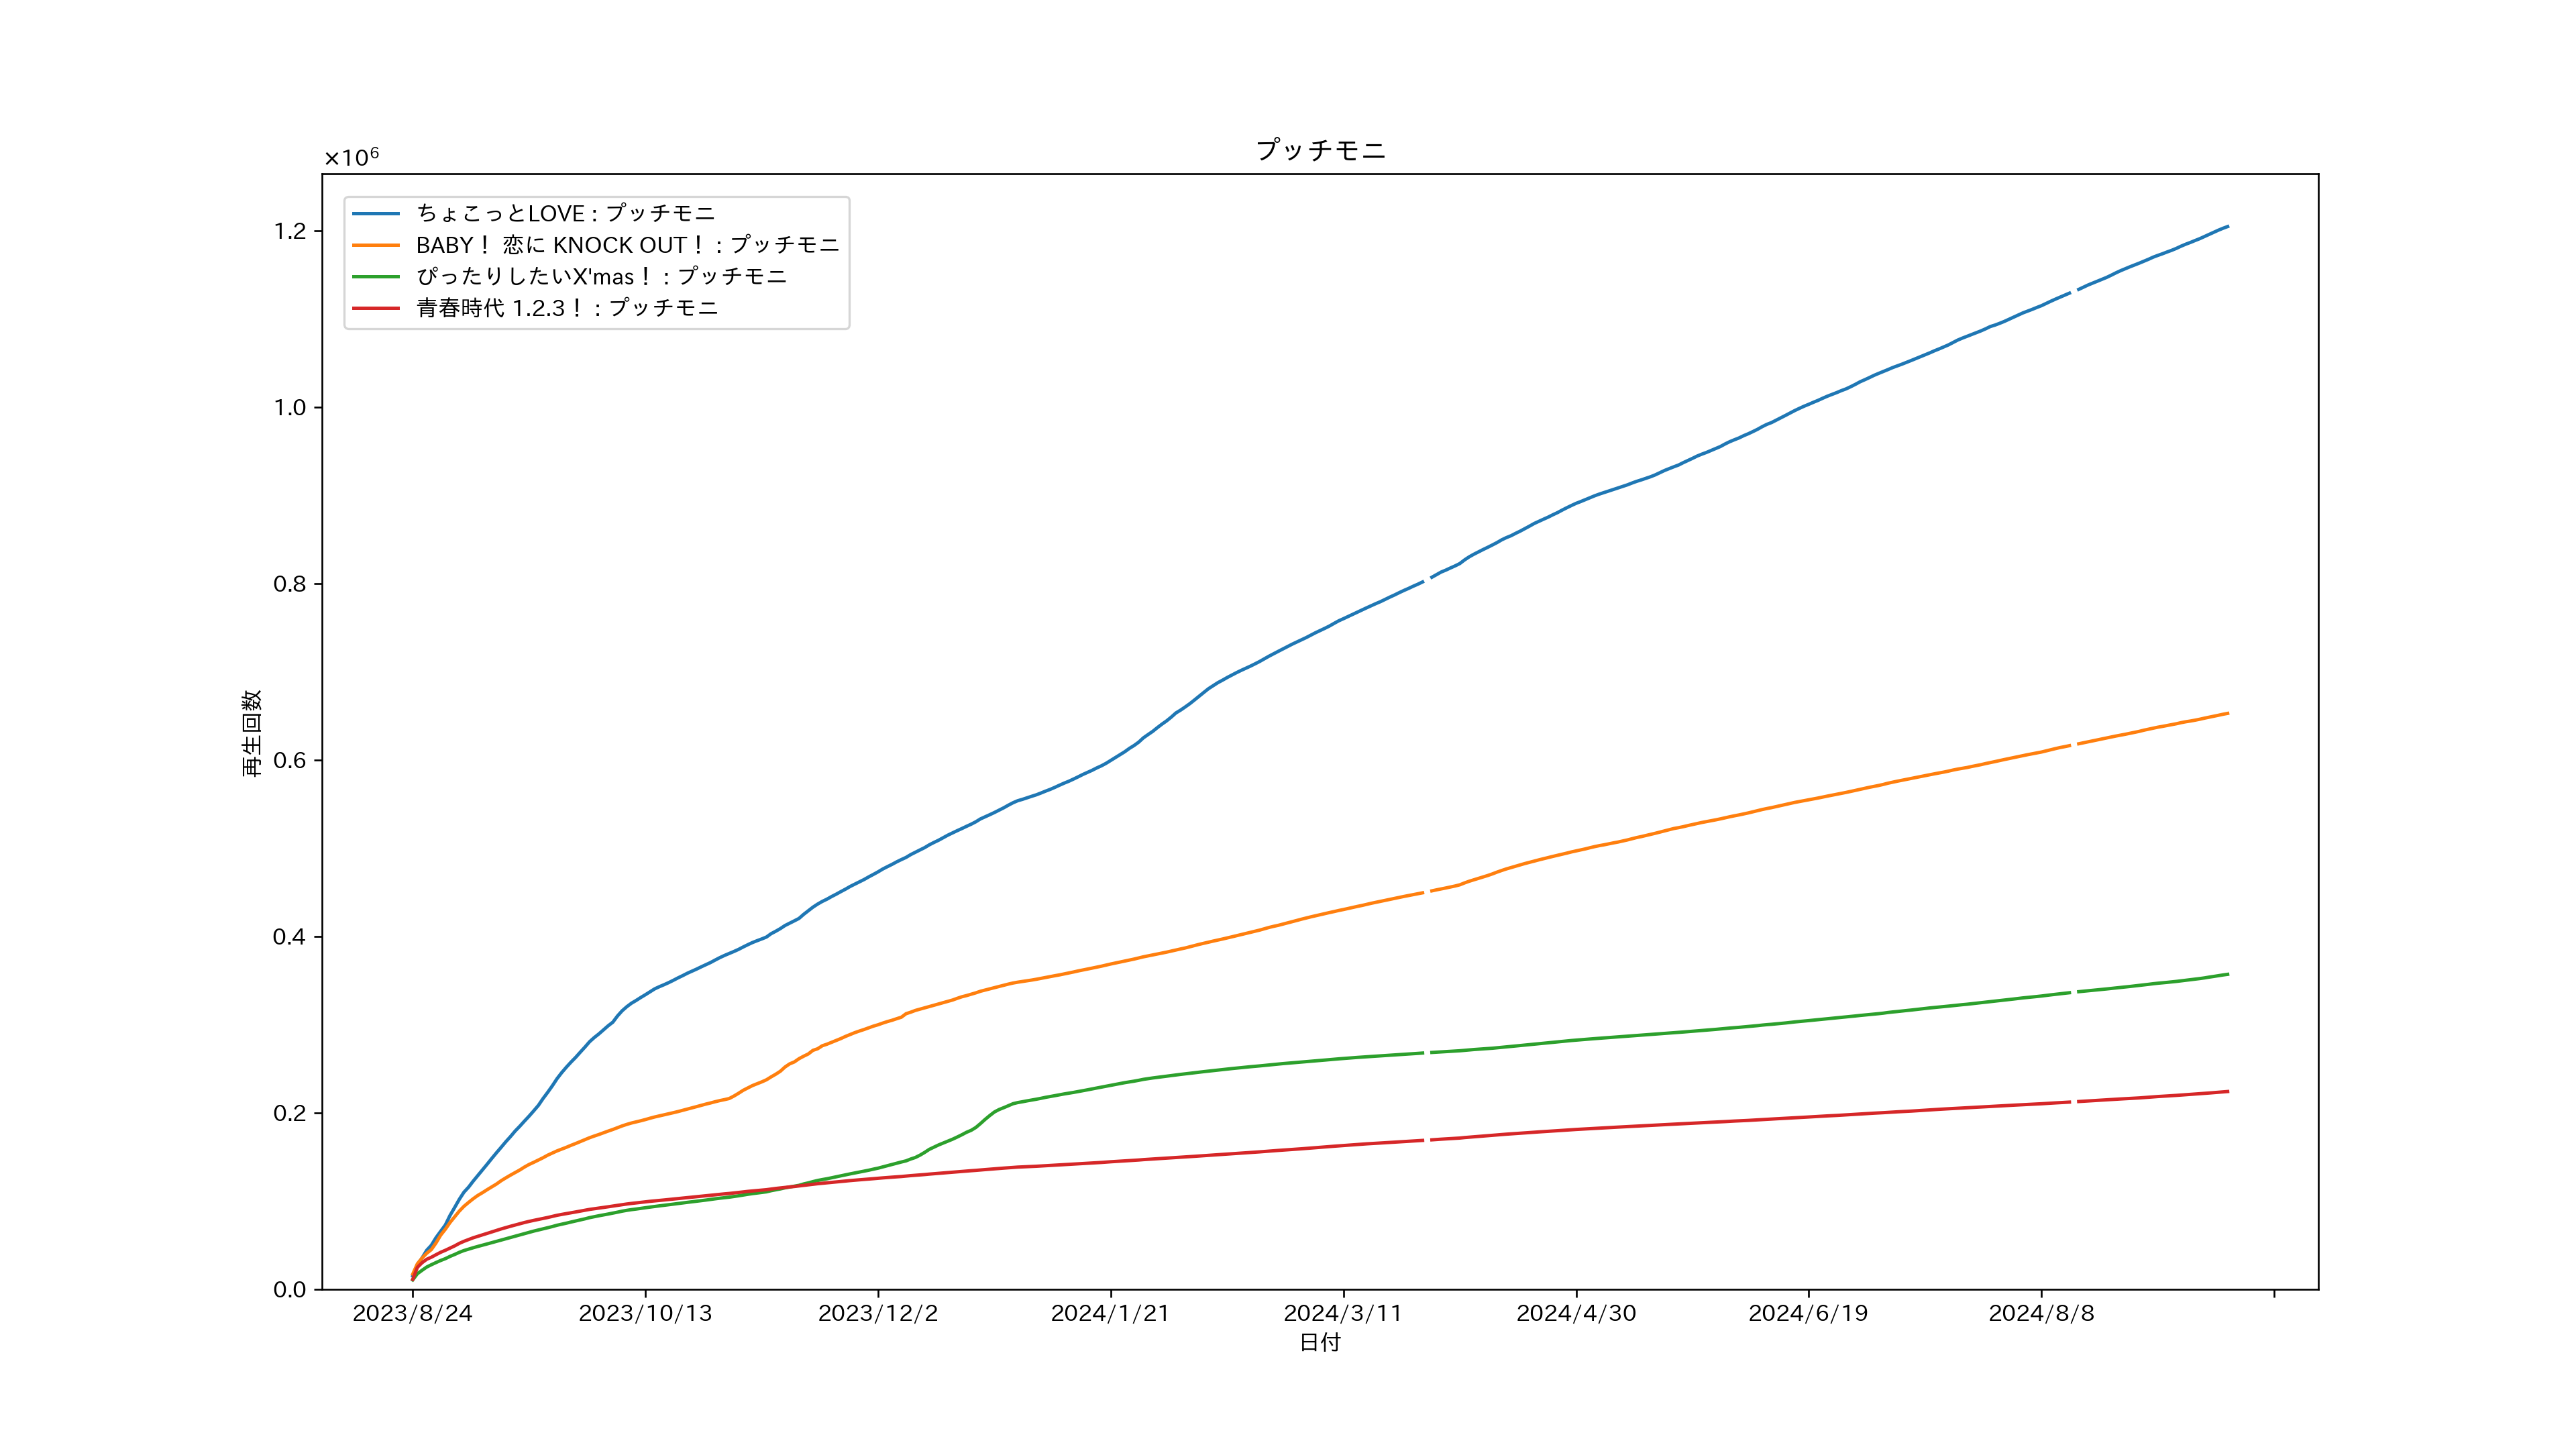 プッチモニ
×10⁶
ちょこっとLOVE : プッチモニ
BABY！ 恋に KNOCK OUT！ : プッチモニ
ぴったりしたいX'mas！ : プッチモニ
青春時代 1.2.3！ : プッチモニ
1.2
1.0
0.8
0.6
0.4
0.2
0.0
再生回数
2023/8/24 2023/10/13 2023/12/2 2024/1/21 2024/3/11 2024/4/30 2024/6/19 2024/8/8
日付